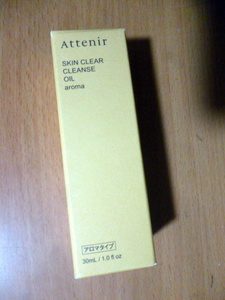 Attenir
SKIN CLEAR
CLEANSE
OIL
aroma
アロマタイプ
30mL / 1.0 fl oz